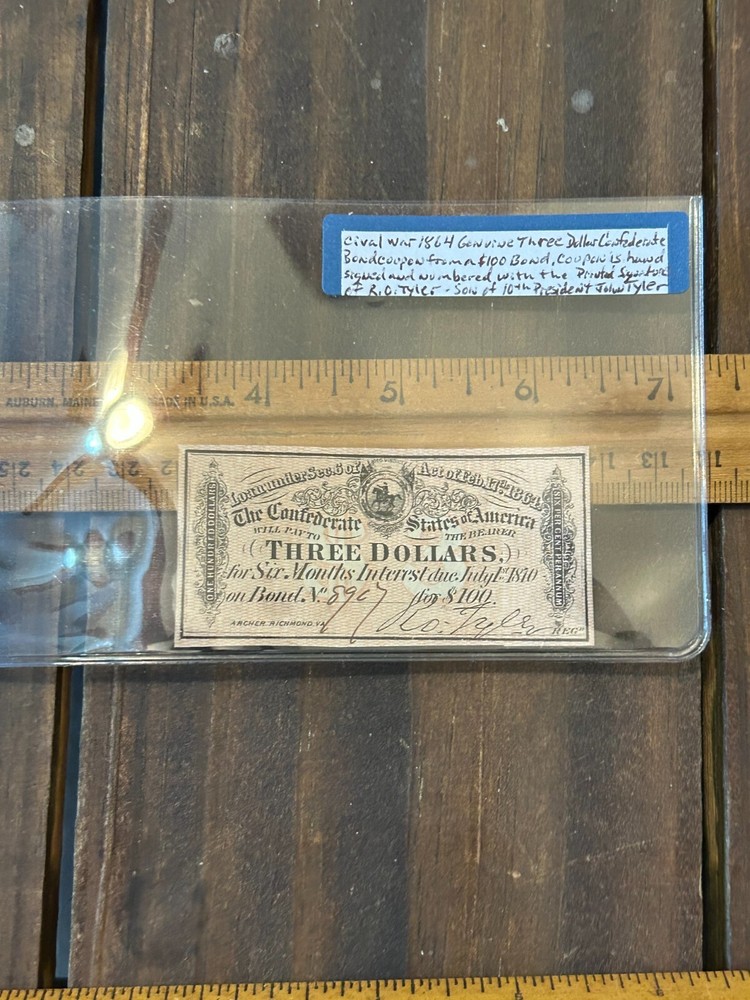 Cival War 1864 Genuine Three Dollar Confederate
Bond coupon from a $100 Bond. Coupon is hand
signed and numbered with the Printed
of R.O. Tyler - Son of 10th President John Tyler
4 5 6 7
AUBURN, MAINE MADE IN U.S.A.
Loan under Sec. 6 of Act of Feb. 17th 1864.
The Confederate States of America
WILL PAY TO THE BEARER
THREE DOLLARS,
for Six Months Interest due July 1st 1870
on Bond. No. 8967 for $100.
ARCHER, RICHMOND, VA. Ro. Tyler REGR.